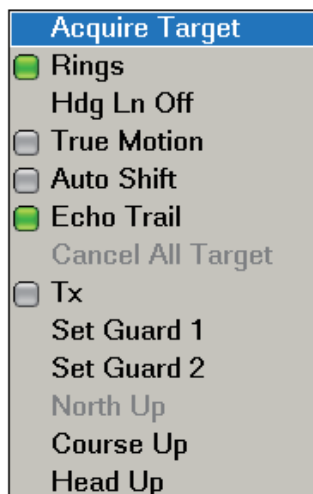 Acquire Target
Rings
Hdg Ln Off
True Motion
Auto Shift
Echo Trail
Cancel All Target
Tx
Set Guard 1
Set Guard 2
North Up
Course Up
Head Up